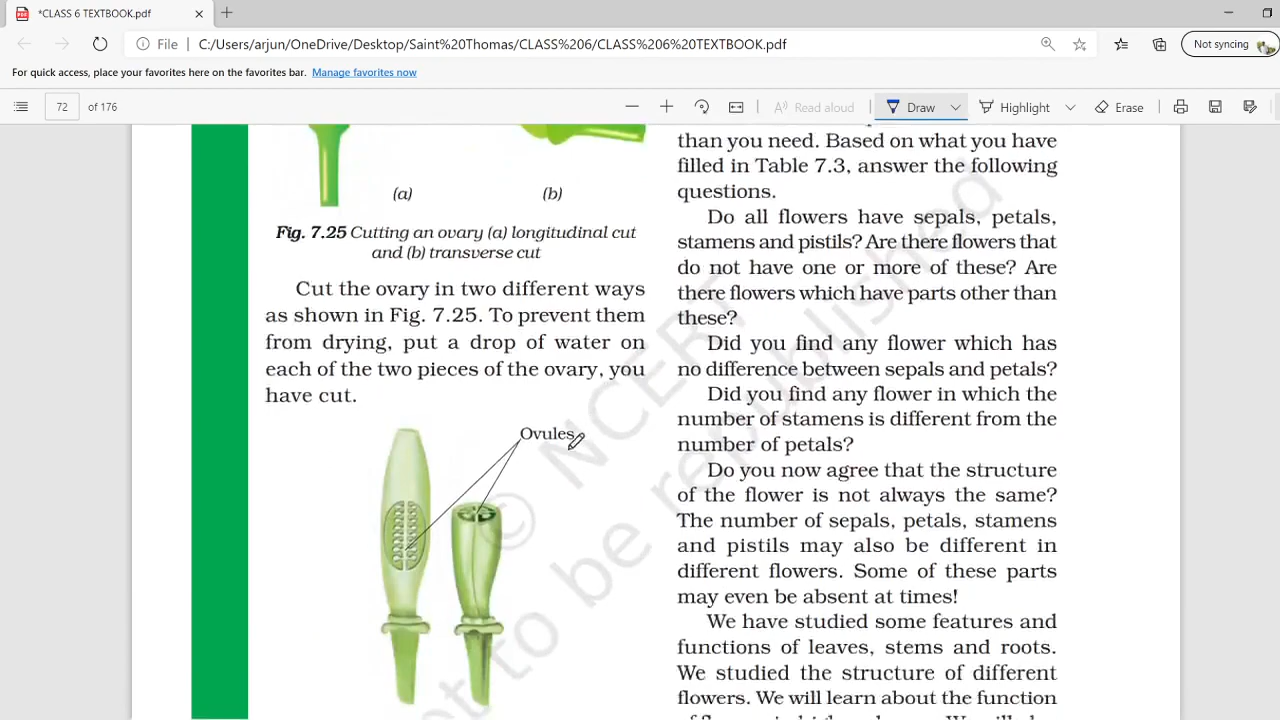 *CLASS 6 TEXTBOOK.pdf
File | C:/Users/arjun/OneDrive/Desktop/Saint%20Thomas/CLASS%206/CLASS%206%20TEXTBOOK.pdf
Not syncing
For quick access, place your favorites here on the favorites bar. Manage favorites now
72 of 176
Read aloud
Draw
Highlight
Erase
(a) (b)
Fig. 7.25 Cutting an ovary (a) longitudinal cut
and (b) transverse cut
Cut the ovary in two different ways
as shown in Fig. 7.25. To prevent them
from drying, put a drop of water on
each of the two pieces of the ovary, you
have cut.
Ovules
than you need. Based on what you have
filled in Table 7.3, answer the following
questions.
Do all flowers have sepals, petals,
stamens and pistils? Are there flowers that
do not have one or more of these? Are
there flowers which have parts other than
these?
Did you find any flower which has
no difference between sepals and petals?
Did you find any flower in which the
number of stamens is different from the
number of petals?
Do you now agree that the structure
of the flower is not always the same?
The number of sepals, petals, stamens
and pistils may also be different in
different flowers. Some of these parts
may even be absent at times!
We have studied some features and
functions of leaves, stems and roots.
We studied the structure of different
flowers. We will learn about the function
© NCERT
not to be republished